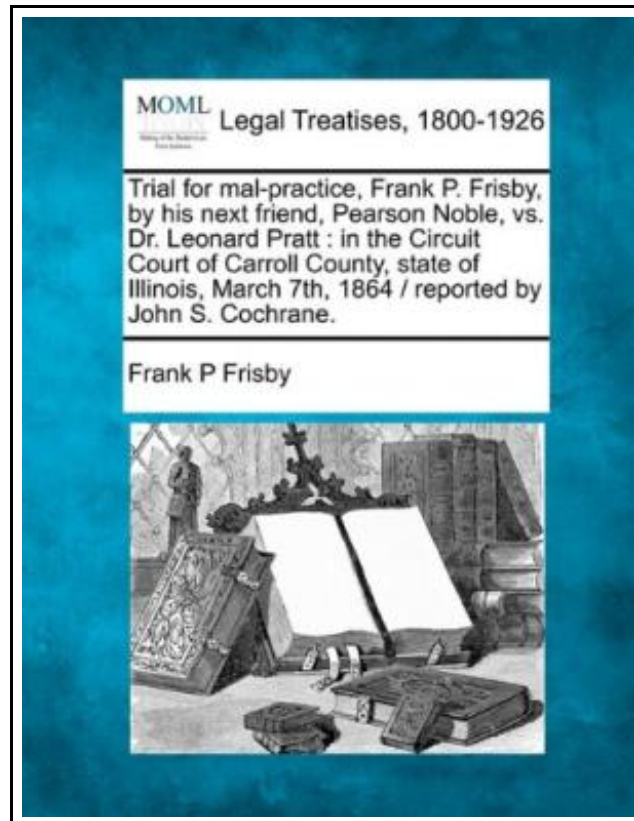 MOML
Legal Treatises, 1800-1926
Trial for mal-practice, Frank P. Frisby,
by his next friend, Pearson Noble, vs.
Dr. Leonard Pratt : in the Circuit
Court of Carroll County, state of
Illinois, March 7th, 1864 / reported by
John S. Cochrane.
Frank P Frisby